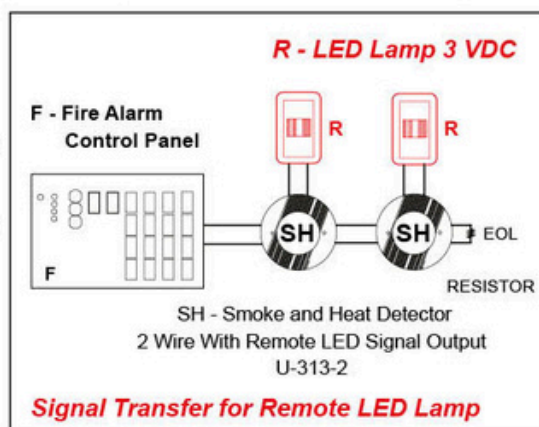 R - LED Lamp 3 VDC
F - Fire Alarm
Control Panel
R
R
F
SH
SH
EOL
RESISTOR
SH - Smoke and Heat Detector
2 Wire With Remote LED Signal Output
U-313-2
Signal Transfer for Remote LED Lamp